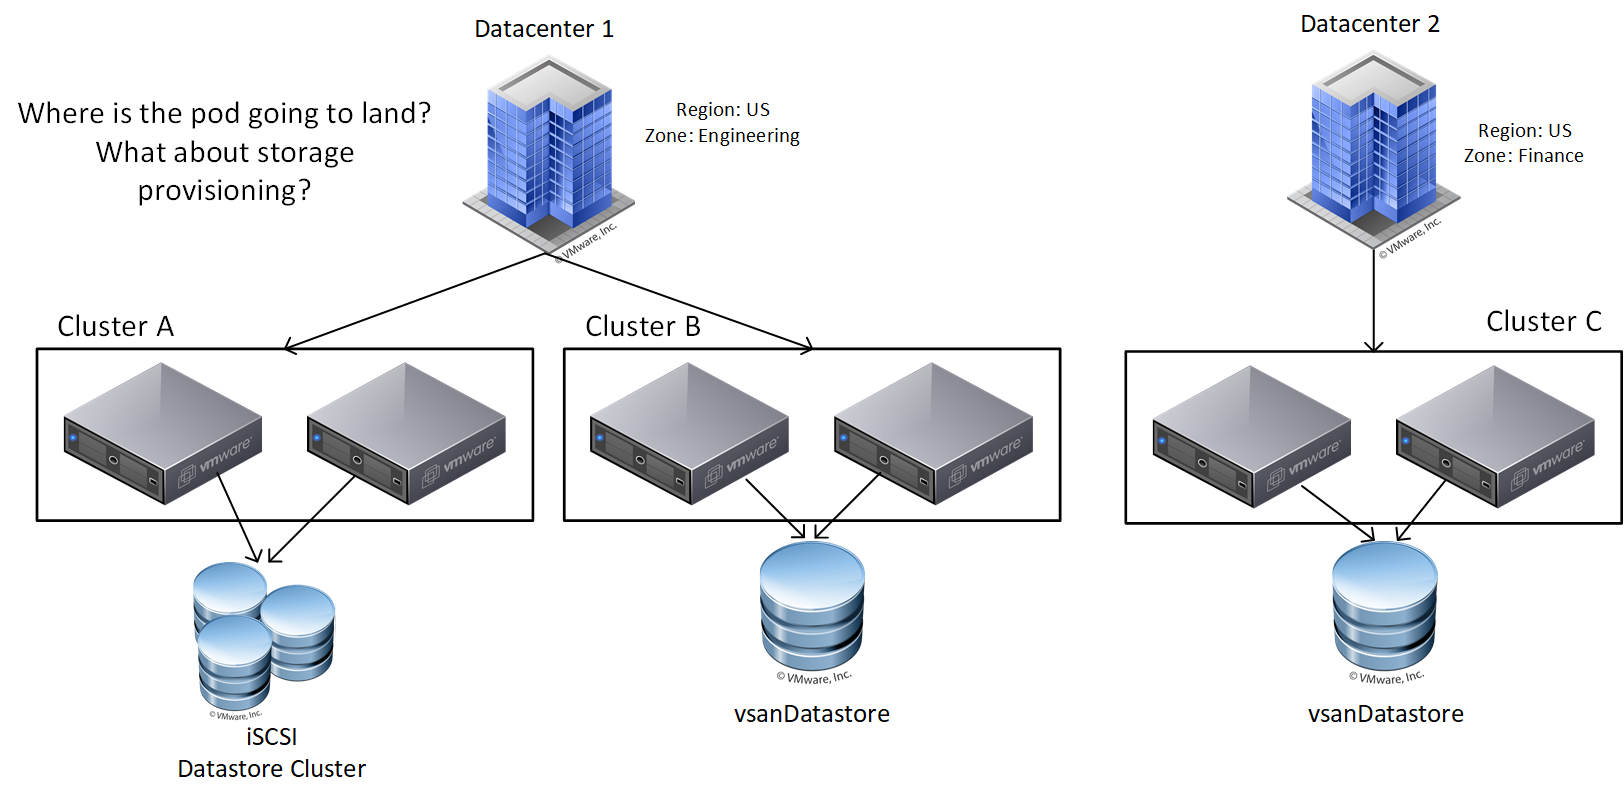 Datacenter 1
Datacenter 2
Where is the pod going to land?
What about storage
provisioning?
Region: US
Zone: Engineering
Region: US
Zone: Finance
© VMware, Inc.
© VMware, Inc.
Cluster A
Cluster B
Cluster C
vmware
vmware
vmware
vmware
vmware
vmware
© VMware, Inc.
© VMware, Inc.
© VMware, Inc.
iSCSI
Datastore Cluster
vsanDatastore
vsanDatastore